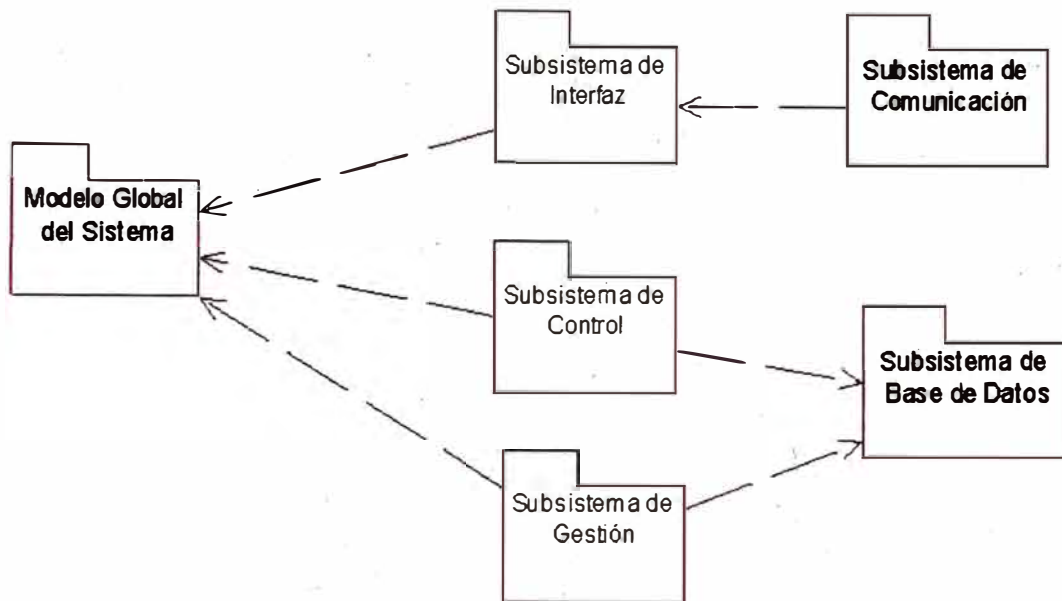 Subsistema de
Interfaz
Subsistema de
Comunicación
Modelo Global
del Sistema
Subsistema de
Control
Subsistema de
Base de Datos
Subsistema de
Gestión